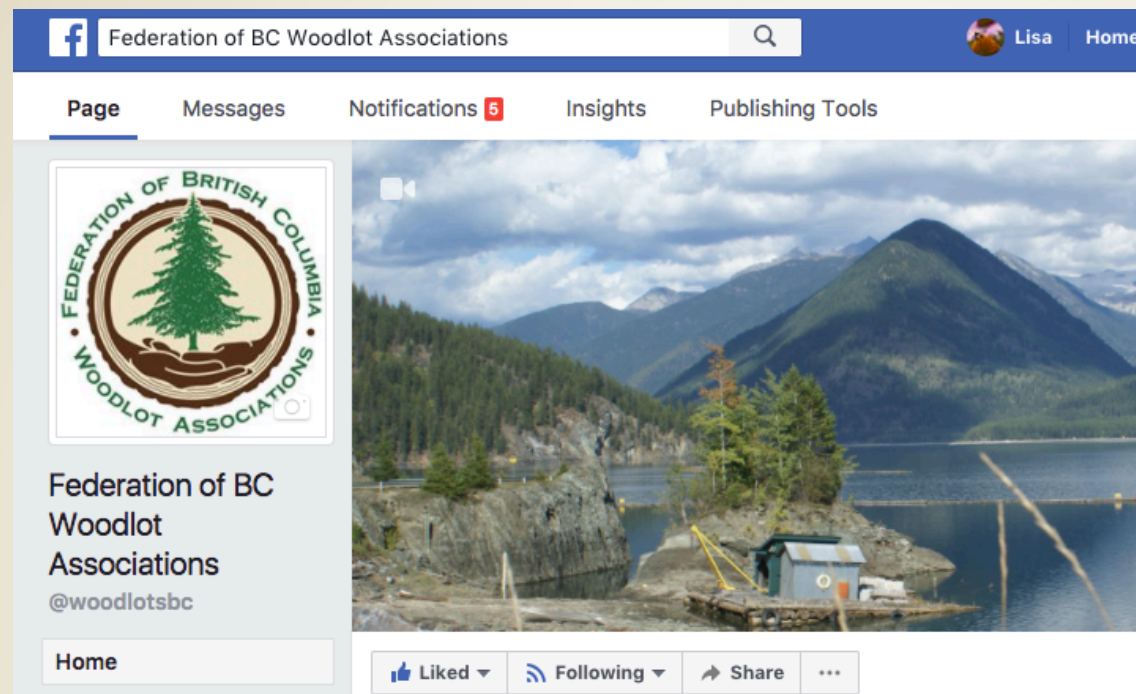 Federation of BC Woodlot Associations
Lisa Home
Page Messages Notifications 5 Insights Publishing Tools
FEDERATION OF BRITISH COLUMBIA
WOODLOT ASSOCIATIONS
Federation of BC
Woodlot
Associations
@woodlotsbc
Home
Liked Following Share